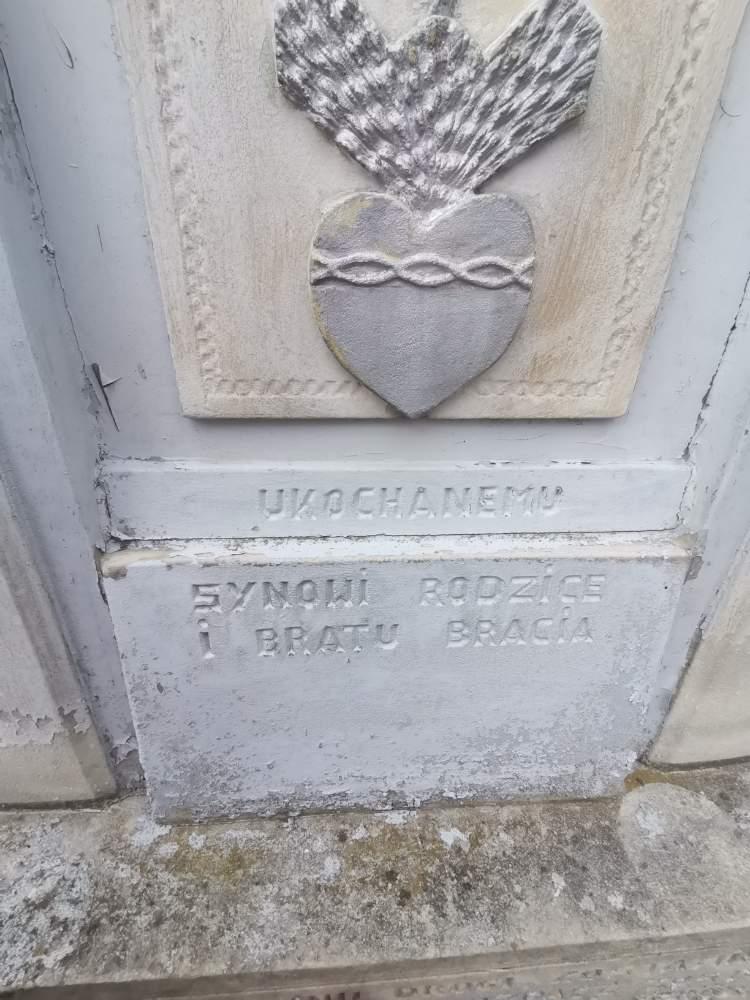 UKOCHANEMU
SYNOWi RODZiCE
i BRATU BRACiA